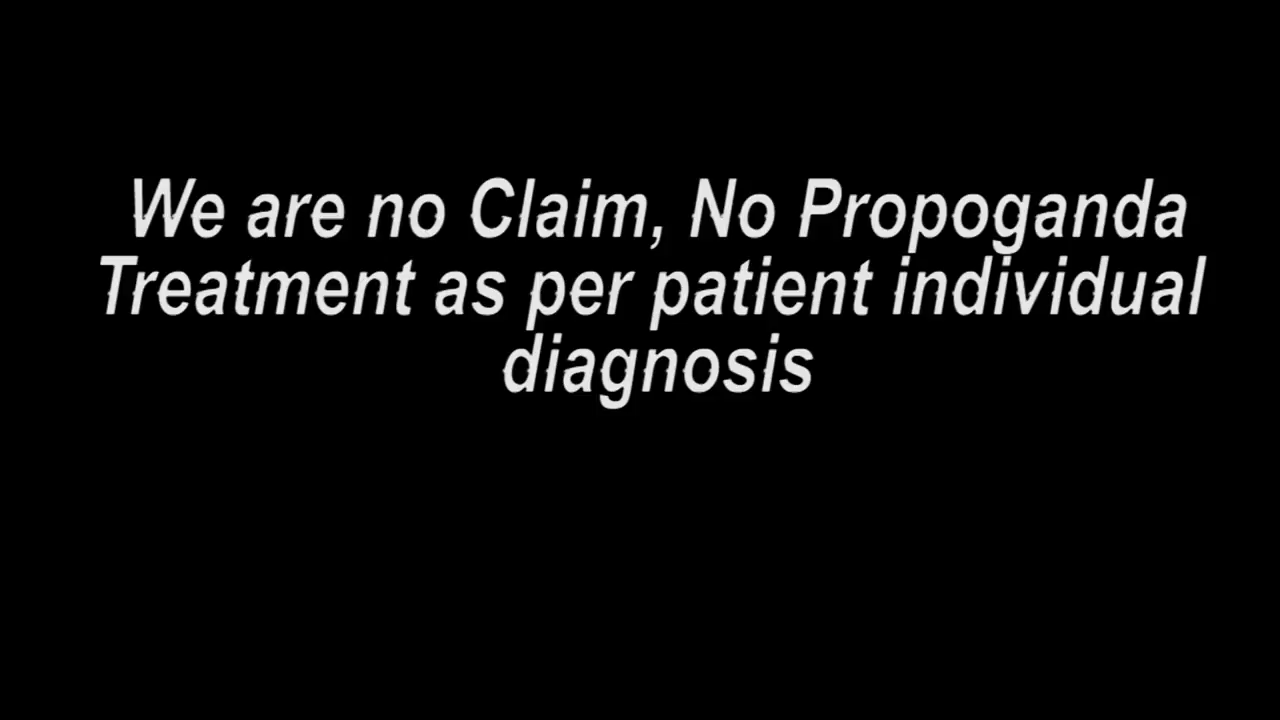 We are no Claim, No Propoganda
Treatment as per patient individual
diagnosis